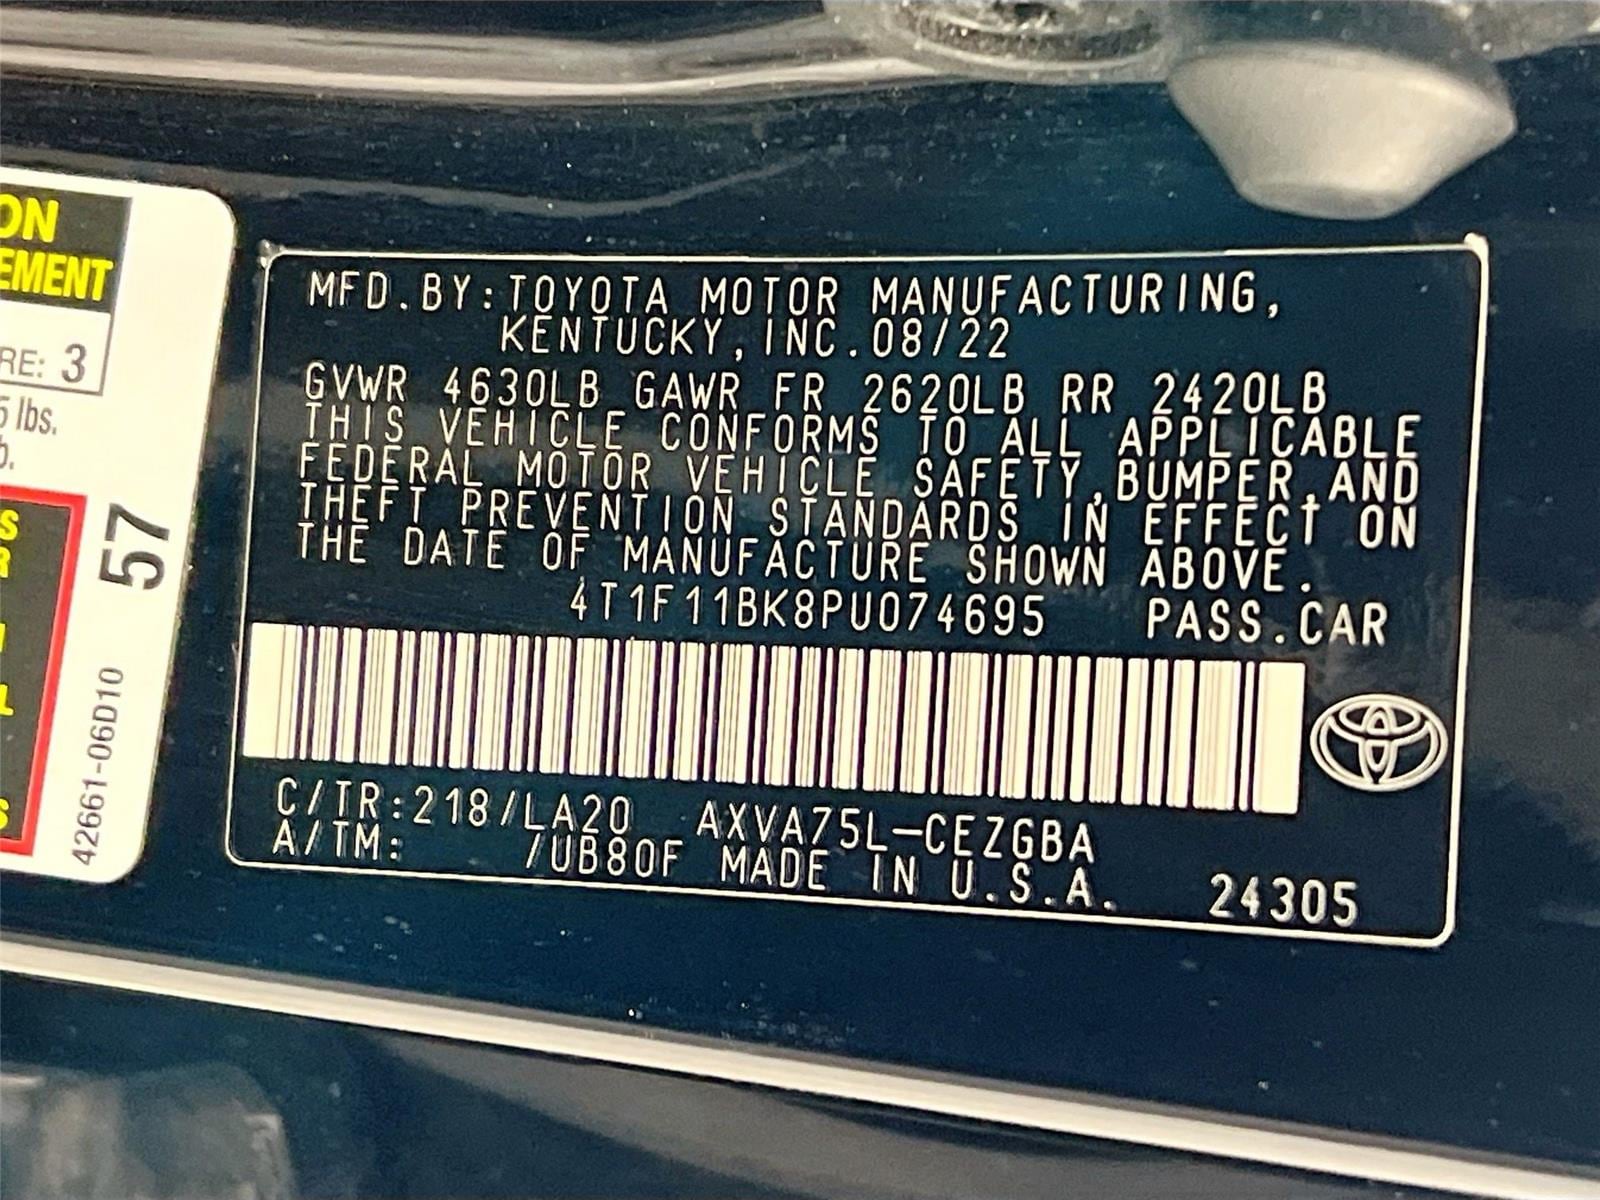 ON
EMENT
RE: 3
5 lbs.
S
R
L
S
57
42661-06D10
MFD.BY:TOYOTA MOTOR MANUFACTURING,
KENTUCKY,INC.08/22
GVWR 4630LB GAWR FR 2620LB RR 2420LB
THIS VEHICLE CONFORMS TO ALL APPLICABLE
FEDERAL MOTOR VEHICLE SAFETY,BUMPER,AND
THEFT PREVENTION STANDARDS IN EFFECT ON
THE DATE OF MANUFACTURE SHOWN ABOVE.
4T1F11BK8PU074695 PASS.CAR
C/TR:218/LA20 AXVA75L-CEZGBA
A/TM: /UB80F MADE IN U.S.A. 24305